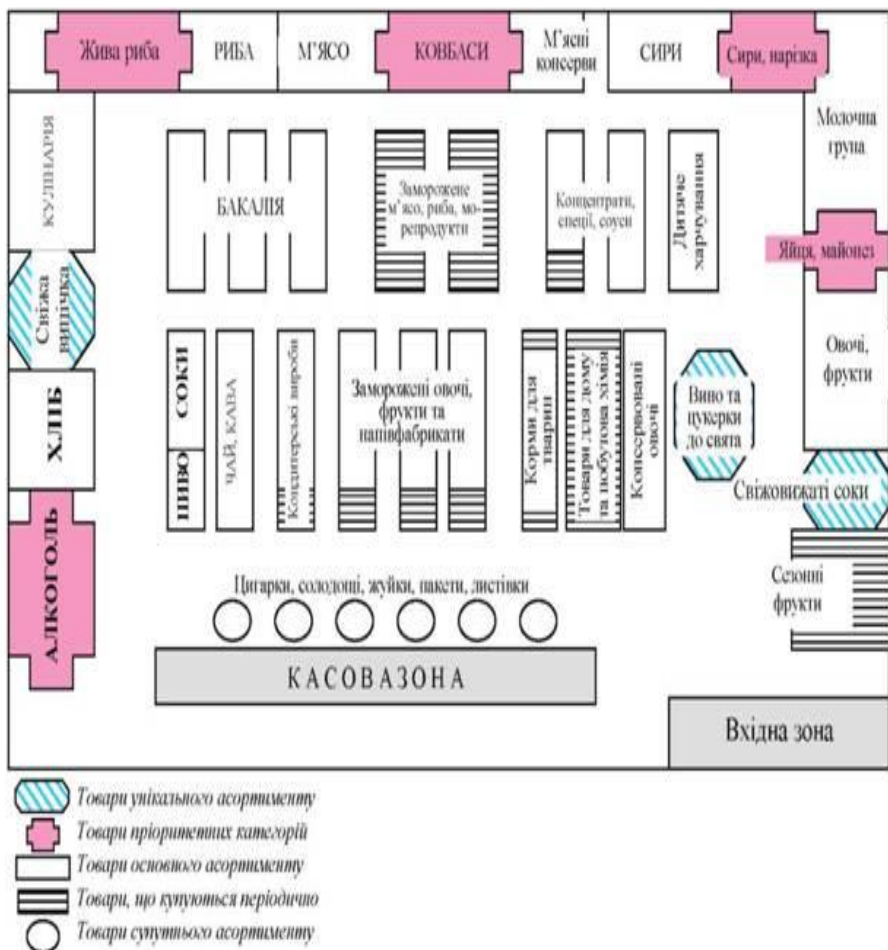 Жива риба
РИБА
М’ЯСО
КОВБАСИ
М’ясні
консерви
СИРИ
Сири, нарізка
КУЛІНАРІЯ
БАКАЛІЯ
Заморожене
м’ясо, риба, мо-
репродукти
Концентрати,
спеції, соуси
Дитяче
харчування
Молочна
група
Яйця, майонез
Свіжа
випічка
ХЛІБ
АЛКОГОЛЬ
СОКИ
ПИВО
ЧАЙ, КАВА
Кондитерські вироби
Заморожені овочі,
фрукти та
напівфабрикати
Корми для
тварин
Товари для дому
та побутова хімія
Консервовані
овочі
Вино та
цукерки
до свята
Овочі,
фрукти
Свіжовижаті соки
Сезонні
фрукти
Цигарки, солодощі, жуйки, пакети, листівки
КАСОВАЗОНА
Вхідна зона
Товари унікального асортименту
Товари пріоритетних категорій
Товари основного асортименту
Товари, що купуються періодично
Товари супутнього асортименту